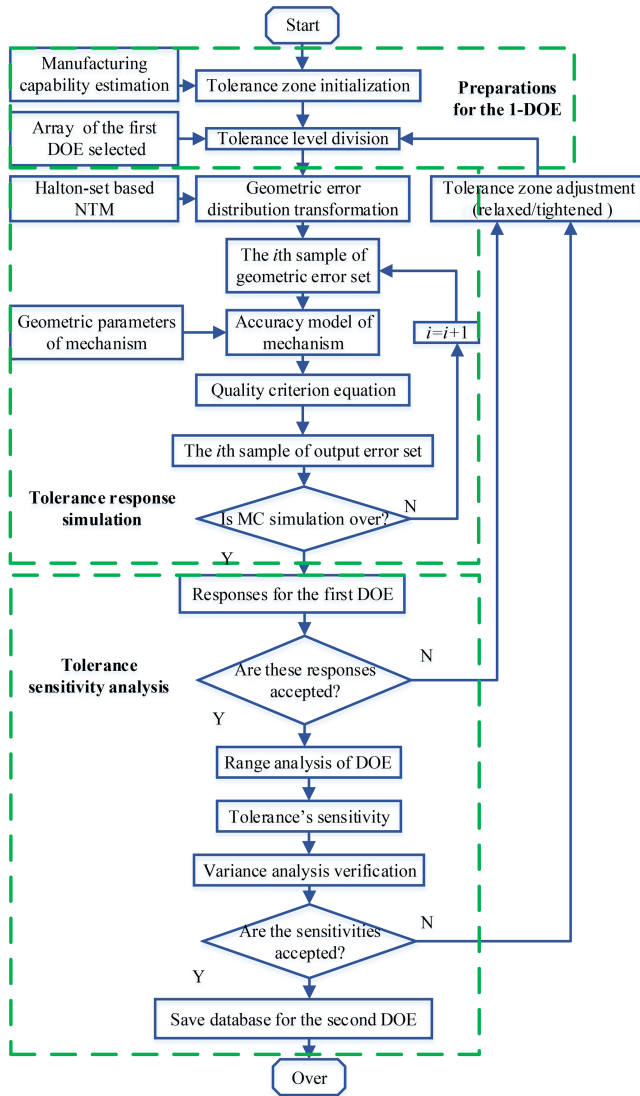 Start
Manufacturing
capability estimation
Tolerance zone initialization
Preparations
for the 1-DOE
Array of the first
DOE selected
Tolerance level division
Halton-set based
NTM
Geometric error
distribution transformation
Tolerance zone adjustment
(relaxed/tightened )
The ith sample of
geometric error set
Geometric parameters
of mechanism
Accuracy model of
mechanism
i=i+1
Quality criterion equation
The ith sample of output error set
Tolerance response
simulation
Is MC simulation over?
N
Y
Responses for the first DOE
Tolerance
sensitivity analysis
Are these responses
accepted?
N
Y
Range analysis of DOE
Tolerance's sensitivity
Variance analysis verification
Are the sensitivities
accepted?
N
Y
Save database for the second DOE
Over